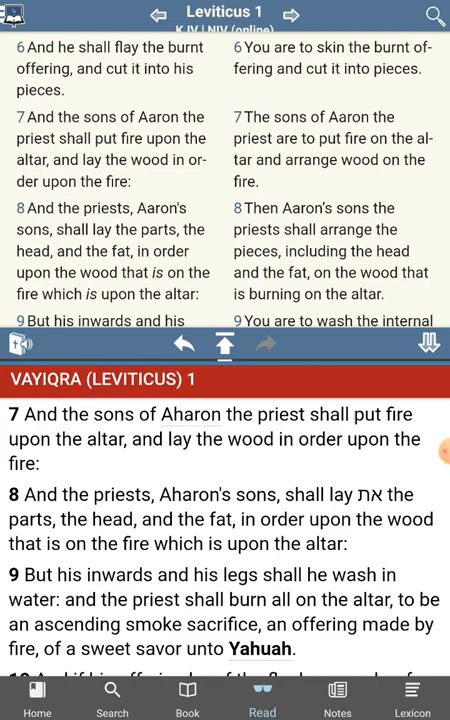 Leviticus 1
KJV | NIV (online)
6 And he shall flay the burnt
offering, and cut it into his
pieces.
7 And the sons of Aaron the
priest shall put fire upon the
altar, and lay the wood in or-
der upon the fire:
8 And the priests, Aaron's
sons, shall lay the parts, the
head, and the fat, in order
upon the wood that is on the
fire which is upon the altar:
9 But his inwards and his
6 You are to skin the burnt of-
fering and cut it into pieces.
7 The sons of Aaron the
priest are to put fire on the al-
tar and arrange wood on the
fire.
8 Then Aaron's sons the
priests shall arrange the
pieces, including the head
and the fat, on the wood that
is burning on the altar.
9 You are to wash the internal
VAYIQRA (LEVITICUS) 1
7 And the sons of Aharon the priest shall put fire
upon the altar, and lay the wood in order upon the
fire:
8 And the priests, Aharon's sons, shall lay את the
parts, the head, and the fat, in order upon the wood
that is on the fire which is upon the altar:
9 But his inwards and his legs shall he wash in
water: and the priest shall burn all on the altar, to be
an ascending smoke sacrifice, an offering made by
fire, of a sweet savor unto Yahuah.
Home
Search
Book
Read
Notes
Lexicon